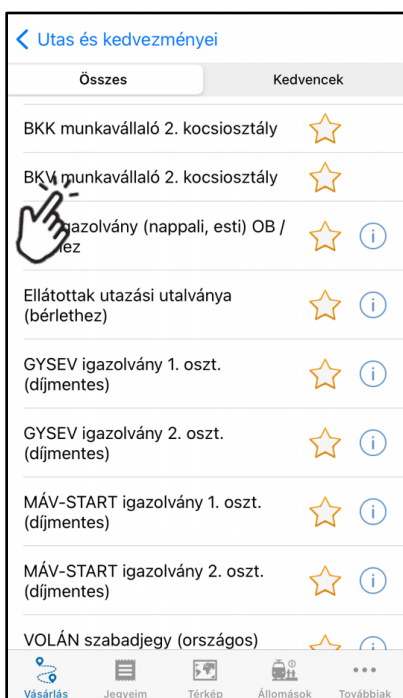 Utas és kedvezményei
Összes
Kedvencek
BKK munkavállaló 2. kocsiosztály
BKV munkavállaló 2. kocsiosztály
(nappali, esti) OB /
Ellátottak utazási utalványa
(bérlethez)
GYSEV igazolvány 1. oszt.
(díjmentes)
GYSEV igazolvány 2. oszt.
(díjmentes)
MÁV-START igazolvány 1. oszt.
(díjmentes)
MÁV-START igazolvány 2. oszt.
(díjmentes)
VOLÁN szabadjegy (országos)
Vásárlás
Jegyeim
Térkép
Állomások
Továbbiak